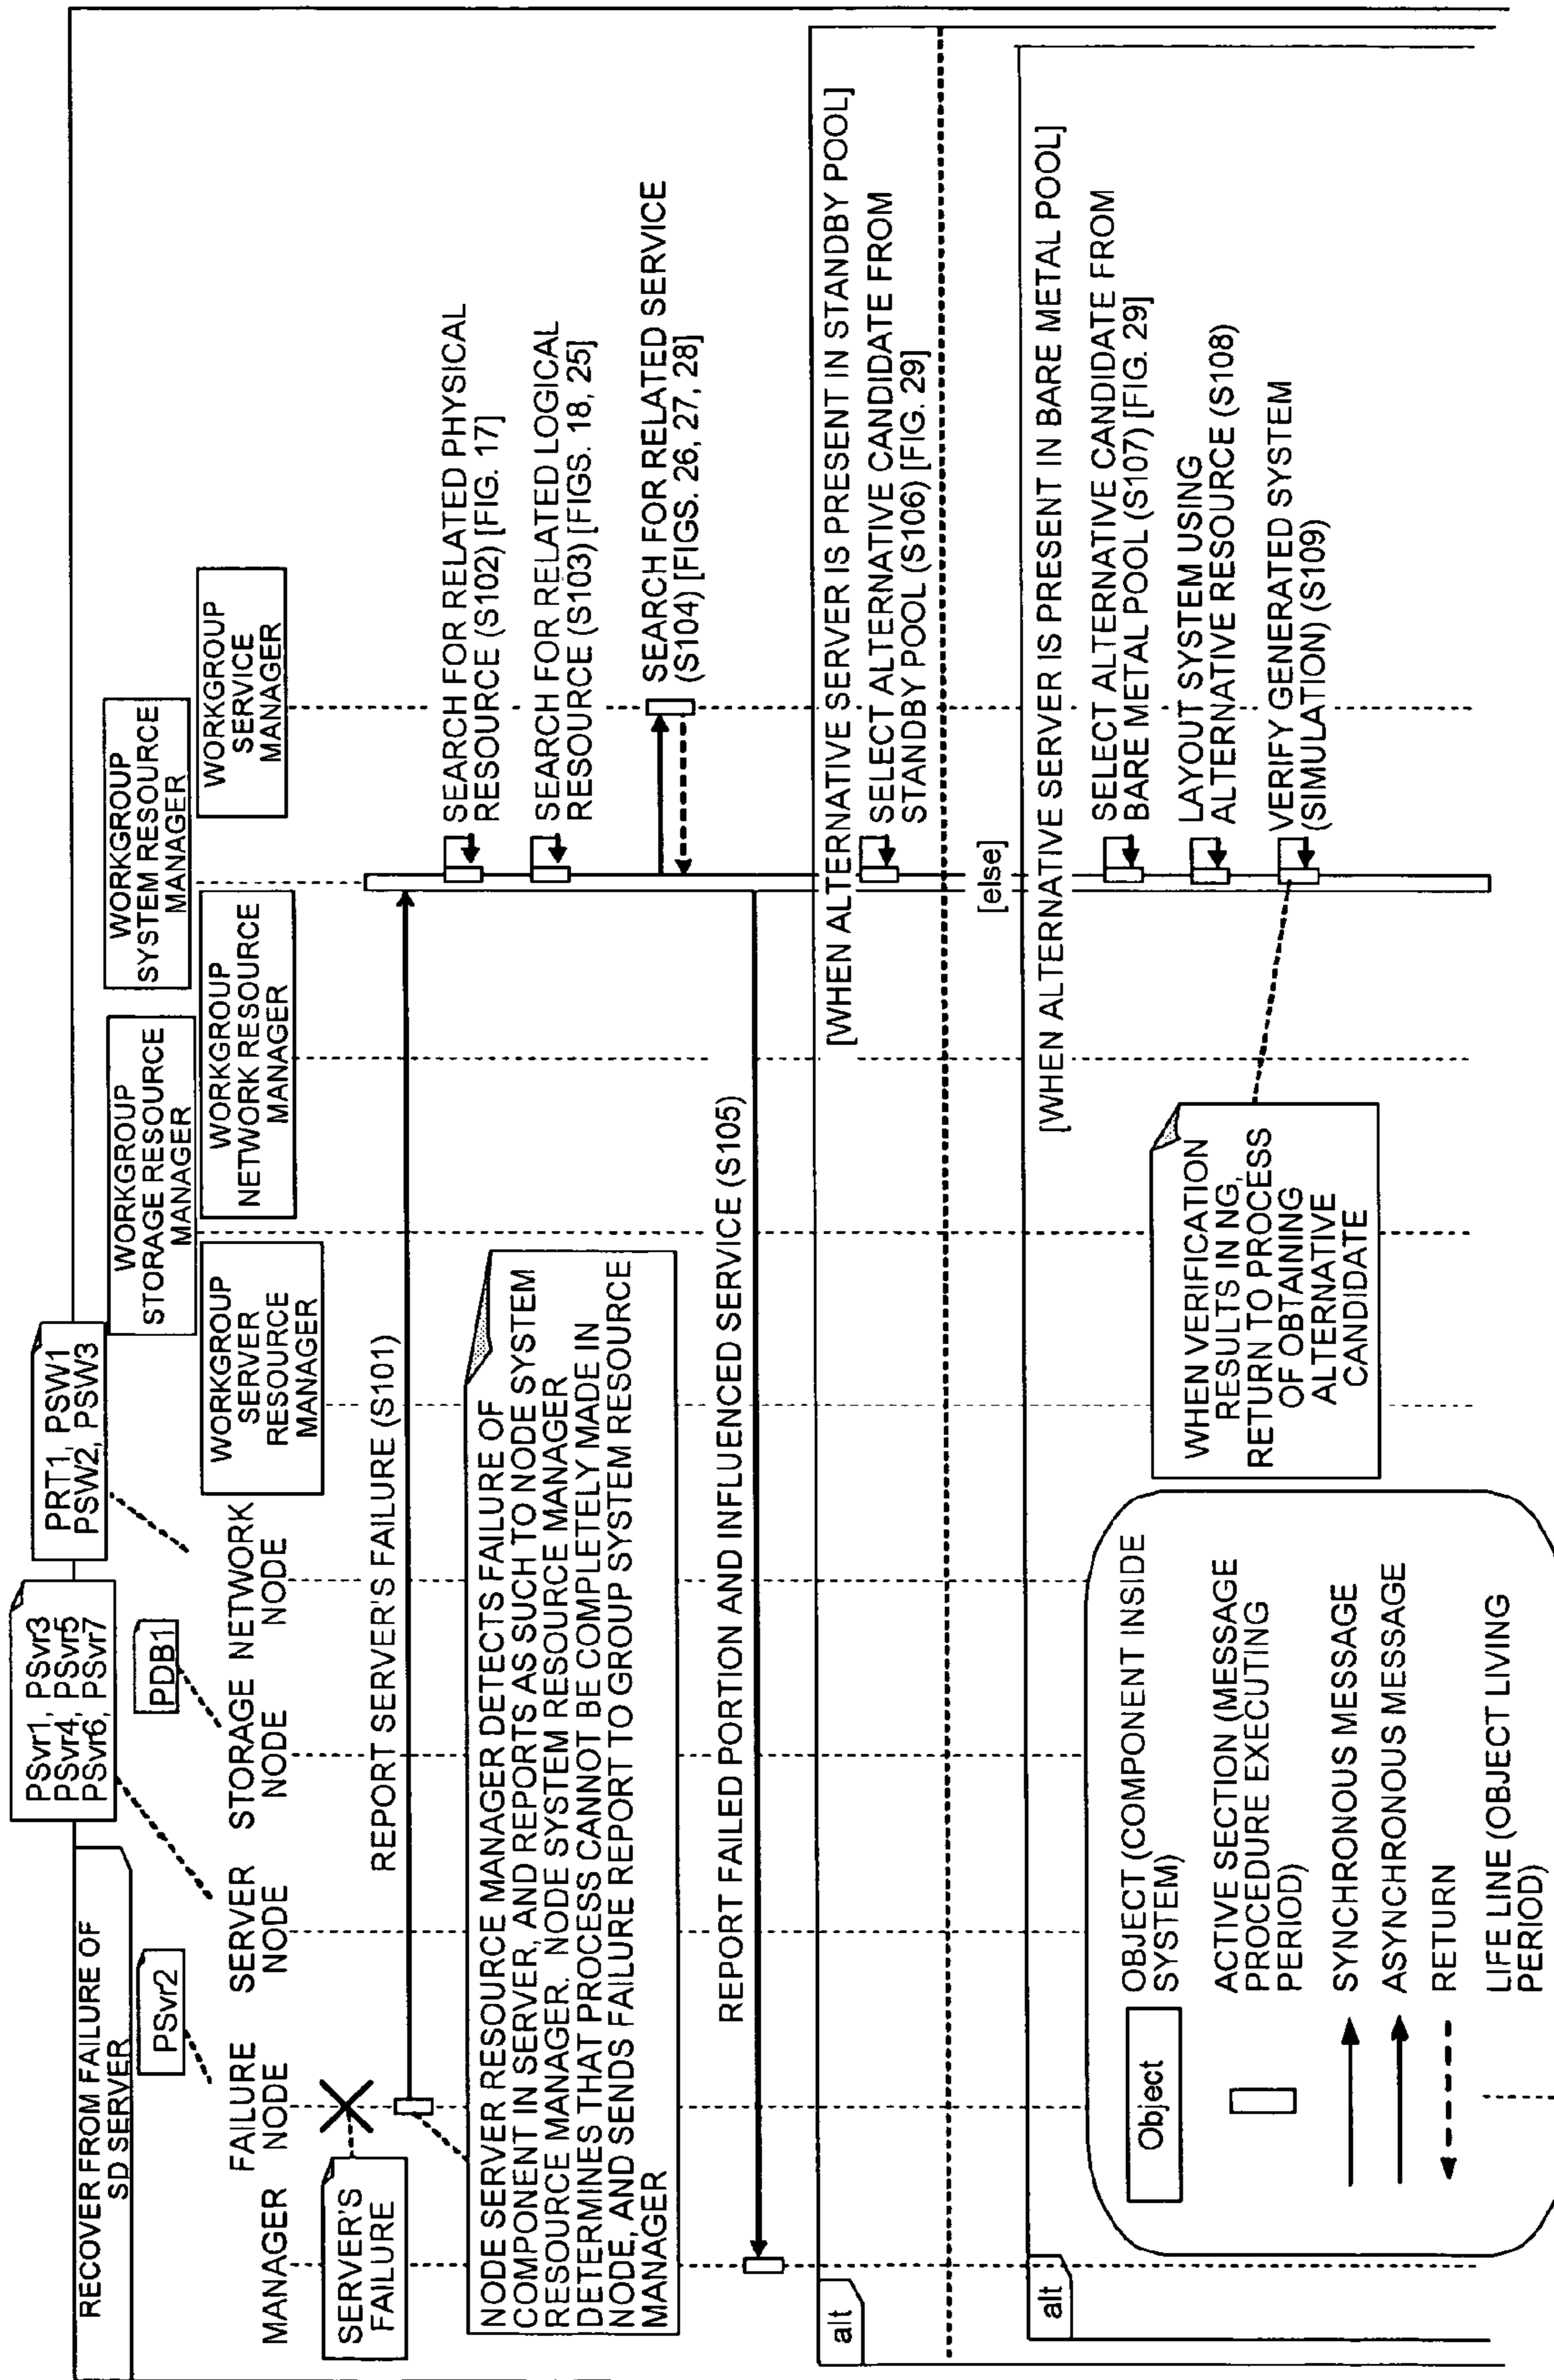 RECOVER FROM FAILURE OF
SD SERVER
PSvr1, PSvr3
PSvr4, PSvr5
PSvr6, PSvr7
PRT1, PSW1
PSW2, PSW3
PSvr2
PDB1
MANAGER
FAILURE
NODE
SERVER
NODE
STORAGE
NODE
NETWORK
NODE
WORKGROUP
SERVER
RESOURCE
MANAGER
WORKGROUP
STORAGE RESOURCE
MANAGER
WORKGROUP
NETWORK RESOURCE
MANAGER
WORKGROUP
SYSTEM RESOURCE
MANAGER
WORKGROUP
SERVICE
MANAGER
SERVER'S
FAILURE
REPORT SERVER'S FAILURE (S101)
NODE SERVER RESOURCE MANAGER DETECTS FAILURE OF
COMPONENT IN SERVER, AND REPORTS AS SUCH TO NODE SYSTEM
RESOURCE MANAGER. NODE SYSTEM RESOURCE MANAGER
DETERMINES THAT PROCESS CANNOT BE COMPLETELY MADE IN
NODE, AND SENDS FAILURE REPORT TO GROUP SYSTEM RESOURCE
MANAGER
SEARCH FOR RELATED PHYSICAL
RESOURCE (S102) [FIG. 17]
SEARCH FOR RELATED LOGICAL
RESOURCE (S103) [FIGS. 18, 25]
SEARCH FOR RELATED SERVICE
(S104) [FIGS. 26, 27, 28]
REPORT FAILED PORTION AND INFLUENCED SERVICE (S105)
alt
[WHEN ALTERNATIVE SERVER IS PRESENT IN STANDBY POOL]
SELECT ALTERNATIVE CANDIDATE FROM
STANDBY POOL (S106) [FIG. 29]
[else]
alt
[WHEN ALTERNATIVE SERVER IS PRESENT IN BARE METAL POOL]
SELECT ALTERNATIVE CANDIDATE FROM
BARE METAL POOL (S107) [FIG. 29]
LAYOUT SYSTEM USING
ALTERNATIVE RESOURCE (S108)
VERIFY GENERATED SYSTEM
(SIMULATION) (S109)
WHEN VERIFICATION
RESULTS IN NG,
RETURN TO PROCESS
OF OBTAINING
ALTERNATIVE
CANDIDATE
Object
OBJECT (COMPONENT INSIDE
SYSTEM)
ACTIVE SECTION (MESSAGE
PROCEDURE EXECUTING
PERIOD)
SYNCHRONOUS MESSAGE
ASYNCHRONOUS MESSAGE
RETURN
LIFE LINE (OBJECT LIVING
PERIOD)